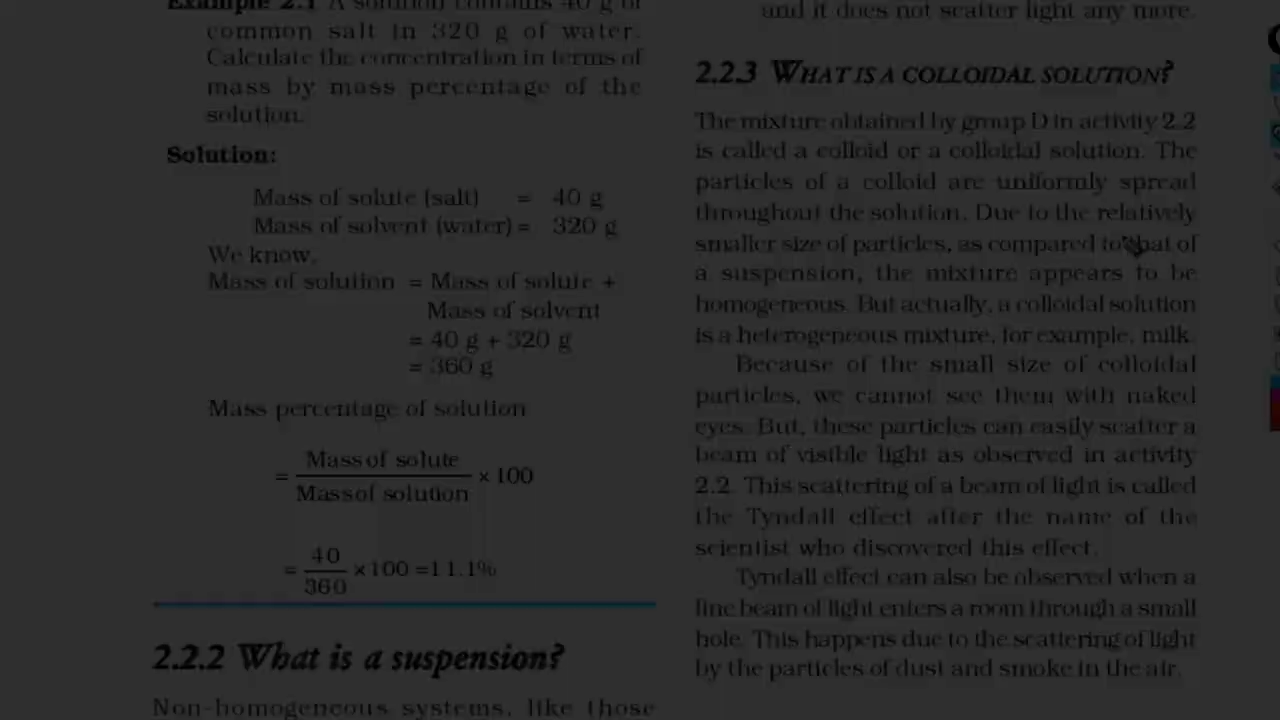 Example 2.1 A solution contains 40 g of
common salt in 320 g of water.
Calculate the concentration in terms of
mass by mass percentage of the
solution.
Solution:
Mass of solute (salt) = 40 g
Mass of solvent (water) = 320 g
We know,
Mass of solution = Mass of solute +
Mass of solvent
= 40 g + 320 g
= 360 g
Mass percentage of solution
= Mass of solute / Mass of solution × 100
= 40 / 360 × 100 = 11.1%
2.2.2 What is a suspension?
Non-homogeneous systems, like those
and it does not scatter light any more.
2.2.3 WHAT IS A COLLOIDAL SOLUTION?
The mixture obtained by group D in activity 2.2
is called a colloid or a colloidal solution. The
particles of a colloid are uniformly spread
throughout the solution. Due to the relatively
smaller size of particles, as compared to that of
a suspension, the mixture appears to be
homogeneous. But actually, a colloidal solution
is a heterogeneous mixture, for example, milk.
Because of the small size of colloidal
particles, we cannot see them with naked
eyes. But, these particles can easily scatter a
beam of visible light as observed in activity
2.2. This scattering of a beam of light is called
the Tyndall effect after the name of the
scientist who discovered this effect.
Tyndall effect can also be observed when a
fine beam of light enters a room through a small
hole. This happens due to the scattering of light
by the particles of dust and smoke in the air.